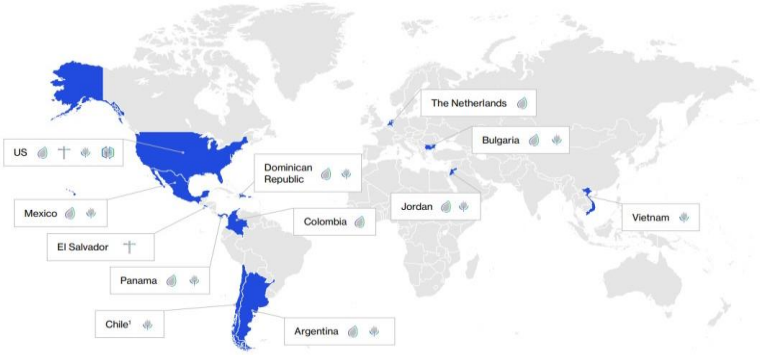 The Netherlands
Bulgaria
US
Dominican
Republic
Mexico
Jordan
Colombia
Vietnam
El Salvador
Panama
Chile¹
Argentina